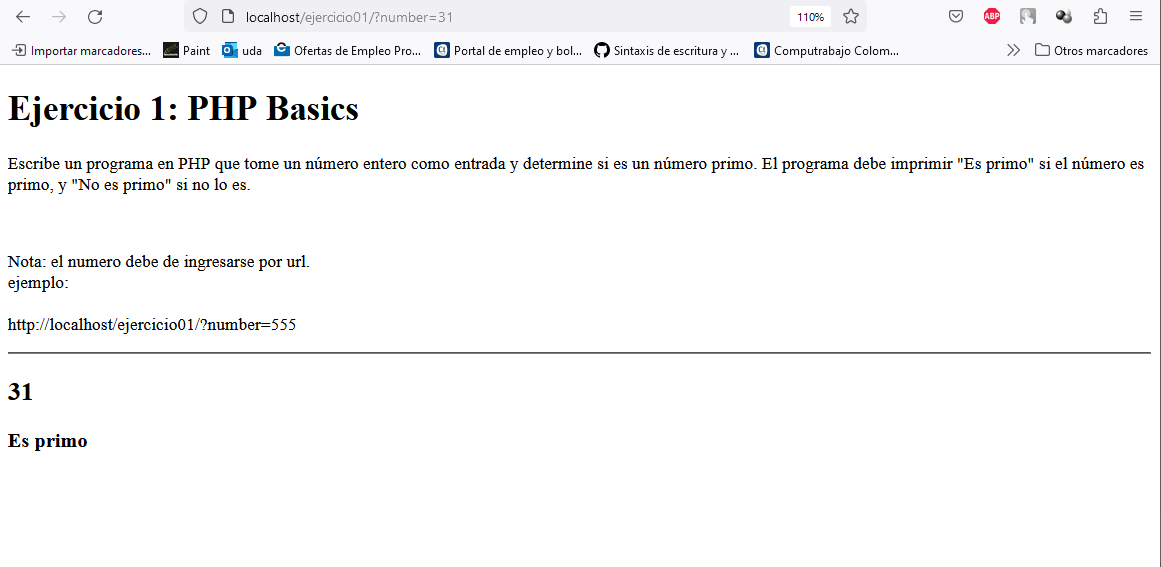 localhost/ejercicio01/?number=31
110%
ABP
Importar marcadores...
Paint
uda
Ofertas de Empleo Pro...
Portal de empleo y bol...
Sintaxis de escritura y ...
Computrabajo Colom...
Otros marcadores
Ejercicio 1: PHP Basics
Escribe un programa en PHP que tome un número entero como entrada y determine si es un número primo. El programa debe imprimir "Es primo" si el número es
primo, y "No es primo" si no lo es.
Nota: el numero debe de ingresarse por url.
ejemplo:
http://localhost/ejercicio01/?number=555
31
Es primo